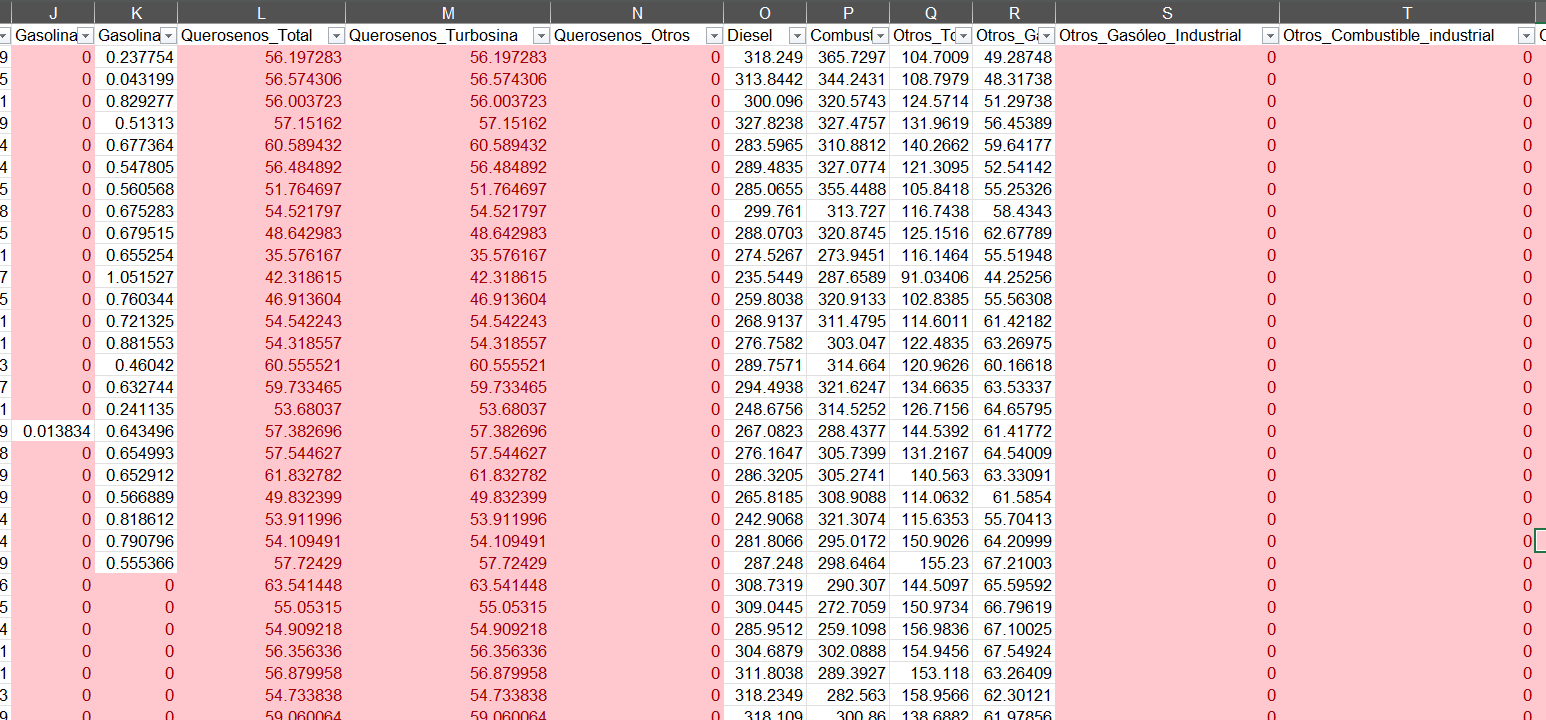 J K L M N O P Q R S T
Gasolina Gasolina Querosenos_Total Querosenos_Turbosina Querosenos_Otros Diesel Combust Otros_To Otros_Ga Otros_Gasóleo_Industrial Otros_Combustible_industrial
9 0 0.237754 56.197283 56.197283 0 318.249 365.7297 104.7009 49.28748 0 0
5 0 0.043199 56.574306 56.574306 0 313.8442 344.2431 108.7979 48.31738 0 0
1 0 0.829277 56.003723 56.003723 0 300.096 320.5743 124.5714 51.29738 0 0
9 0 0.51313 57.15162 57.15162 0 327.8238 327.4757 131.9619 56.45389 0 0
4 0 0.677364 60.589432 60.589432 0 283.5965 310.8812 140.2662 59.64177 0 0
4 0 0.547805 56.484892 56.484892 0 289.4835 327.0774 121.3095 52.54142 0 0
5 0 0.560568 51.764697 51.764697 0 285.0655 355.4488 105.8418 55.25326 0 0
8 0 0.675283 54.521797 54.521797 0 299.761 313.727 116.7438 58.4343 0 0
5 0 0.679515 48.642983 48.642983 0 288.0703 320.8745 125.1516 62.67789 0 0
1 0 0.655254 35.576167 35.576167 0 274.5267 273.9451 116.1464 55.51948 0 0
7 0 1.051527 42.318615 42.318615 0 235.5449 287.6589 91.03406 44.25256 0 0
5 0 0.760344 46.913604 46.913604 0 259.8038 320.9133 102.8385 55.56308 0 0
1 0 0.721325 54.542243 54.542243 0 268.9137 311.4795 114.6011 61.42182 0 0
1 0 0.881553 54.318557 54.318557 0 276.7582 303.047 122.4835 63.26975 0 0
3 0 0.46042 60.555521 60.555521 0 289.7571 314.664 120.9626 60.16618 0 0
7 0 0.632744 59.733465 59.733465 0 294.4938 321.6247 134.6635 63.53337 0 0
1 0 0.241135 53.68037 53.68037 0 248.6756 314.5252 126.7156 64.65795 0 0
9 0.013834 0.643496 57.382696 57.382696 0 267.0823 288.4377 144.5392 61.41772 0 0
8 0 0.654993 57.544627 57.544627 0 276.1647 305.7399 131.2167 64.54009 0 0
9 0 0.652912 61.832782 61.832782 0 286.3205 305.2741 140.563 63.33091 0 0
9 0 0.566889 49.832399 49.832399 0 265.8185 308.9088 114.0632 61.5854 0 0
4 0 0.818612 53.911996 53.911996 0 242.9068 321.3074 115.6353 55.70413 0 0
4 0 0.790796 54.109491 54.109491 0 281.8066 295.0172 150.9026 64.20999 0 0
9 0 0.555366 57.72429 57.72429 0 287.248 298.6464 155.23 67.21003 0 0
6 0 0 63.541448 63.541448 0 308.7319 290.307 144.5097 65.59592 0 0
5 0 0 55.05315 55.05315 0 309.0445 272.7059 150.9734 66.79619 0 0
4 0 0 54.909218 54.909218 0 285.9512 259.1098 156.9836 67.10025 0 0
1 0 0 56.356336 56.356336 0 304.6879 302.0888 154.9456 67.54924 0 0
1 0 0 56.879958 56.879958 0 311.8038 289.3927 153.118 63.26409 0 0
3 0 0 54.733838 54.733838 0 318.2349 282.563 158.9566 62.30121 0 0
9 0 0 59.060064 59.060064 0 318.109 300.86 138.6882 61.97856 0 0